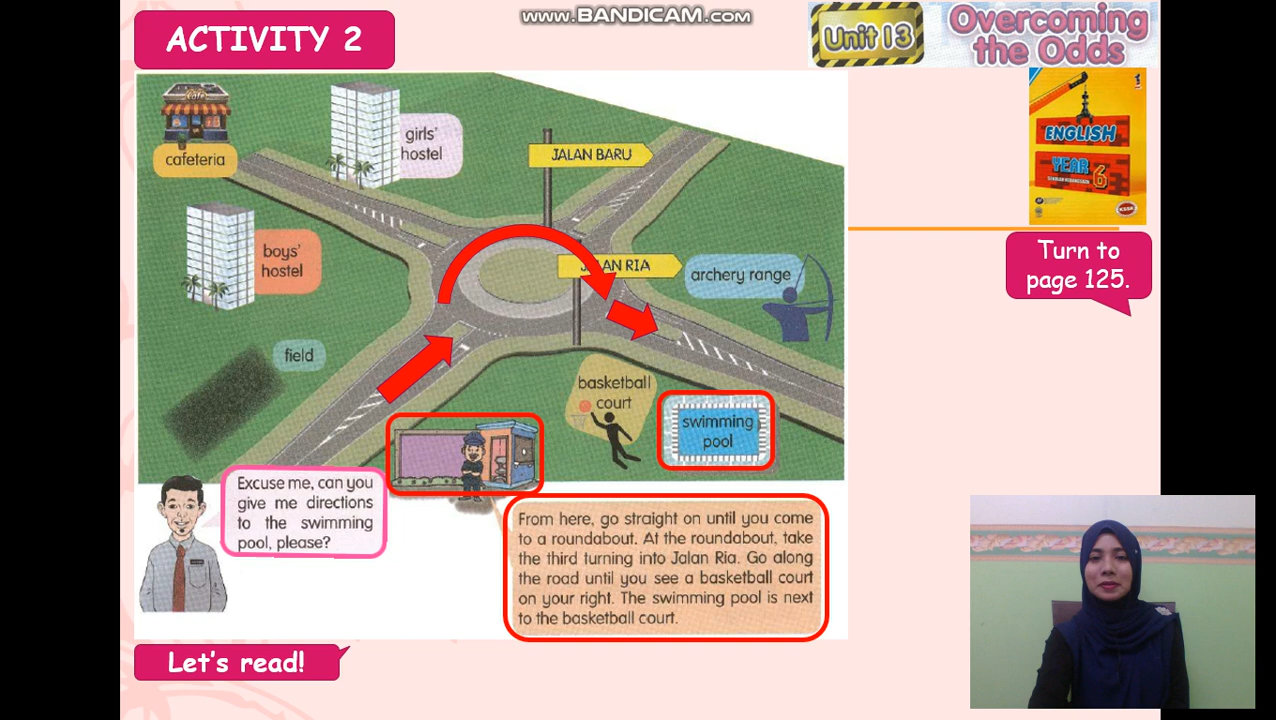 www.BANDICAM.com
ACTIVITY 2
Unit 13
Overcoming
the Odds
ENGLISH
YEAR 6
KSSR
Cafe
cafeteria
girls'
hostel
JALAN BARU
boys'
hostel
JALAN RIA
archery range
Turn to
page 125.
field
basketball
court
swimming
pool
Excuse me, can you
give me directions
to the swimming
pool, please?
From here, go straight on until you come
to a roundabout. At the roundabout, take
the third turning into Jalan Ria. Go along
the road until you see a basketball court
on your right. The swimming pool is next
to the basketball court.
Let's read!